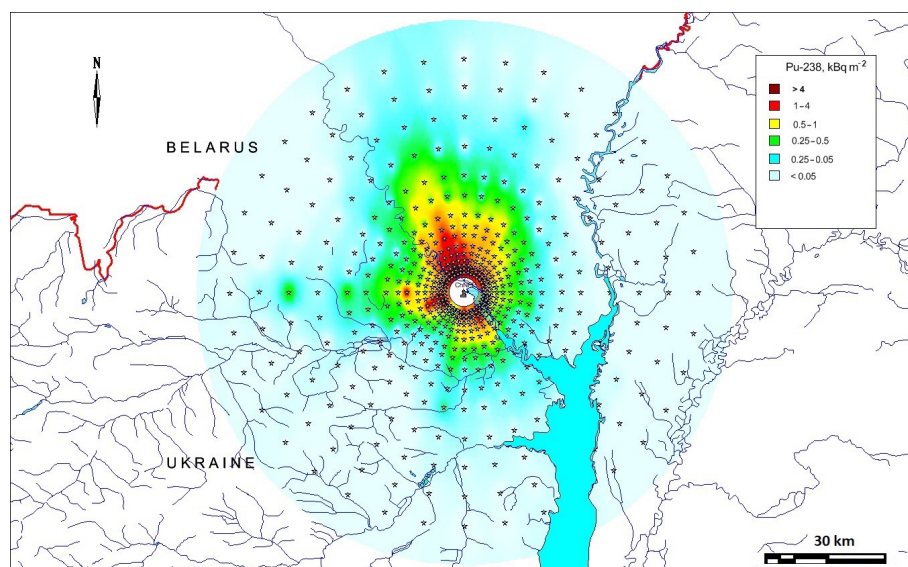 N
BELARUS
UKRAINE
Pu-238, kBq m⁻²
>4
1-4
0.5-1
0.25-0.5
0.25-0.05
<0.05
30 km